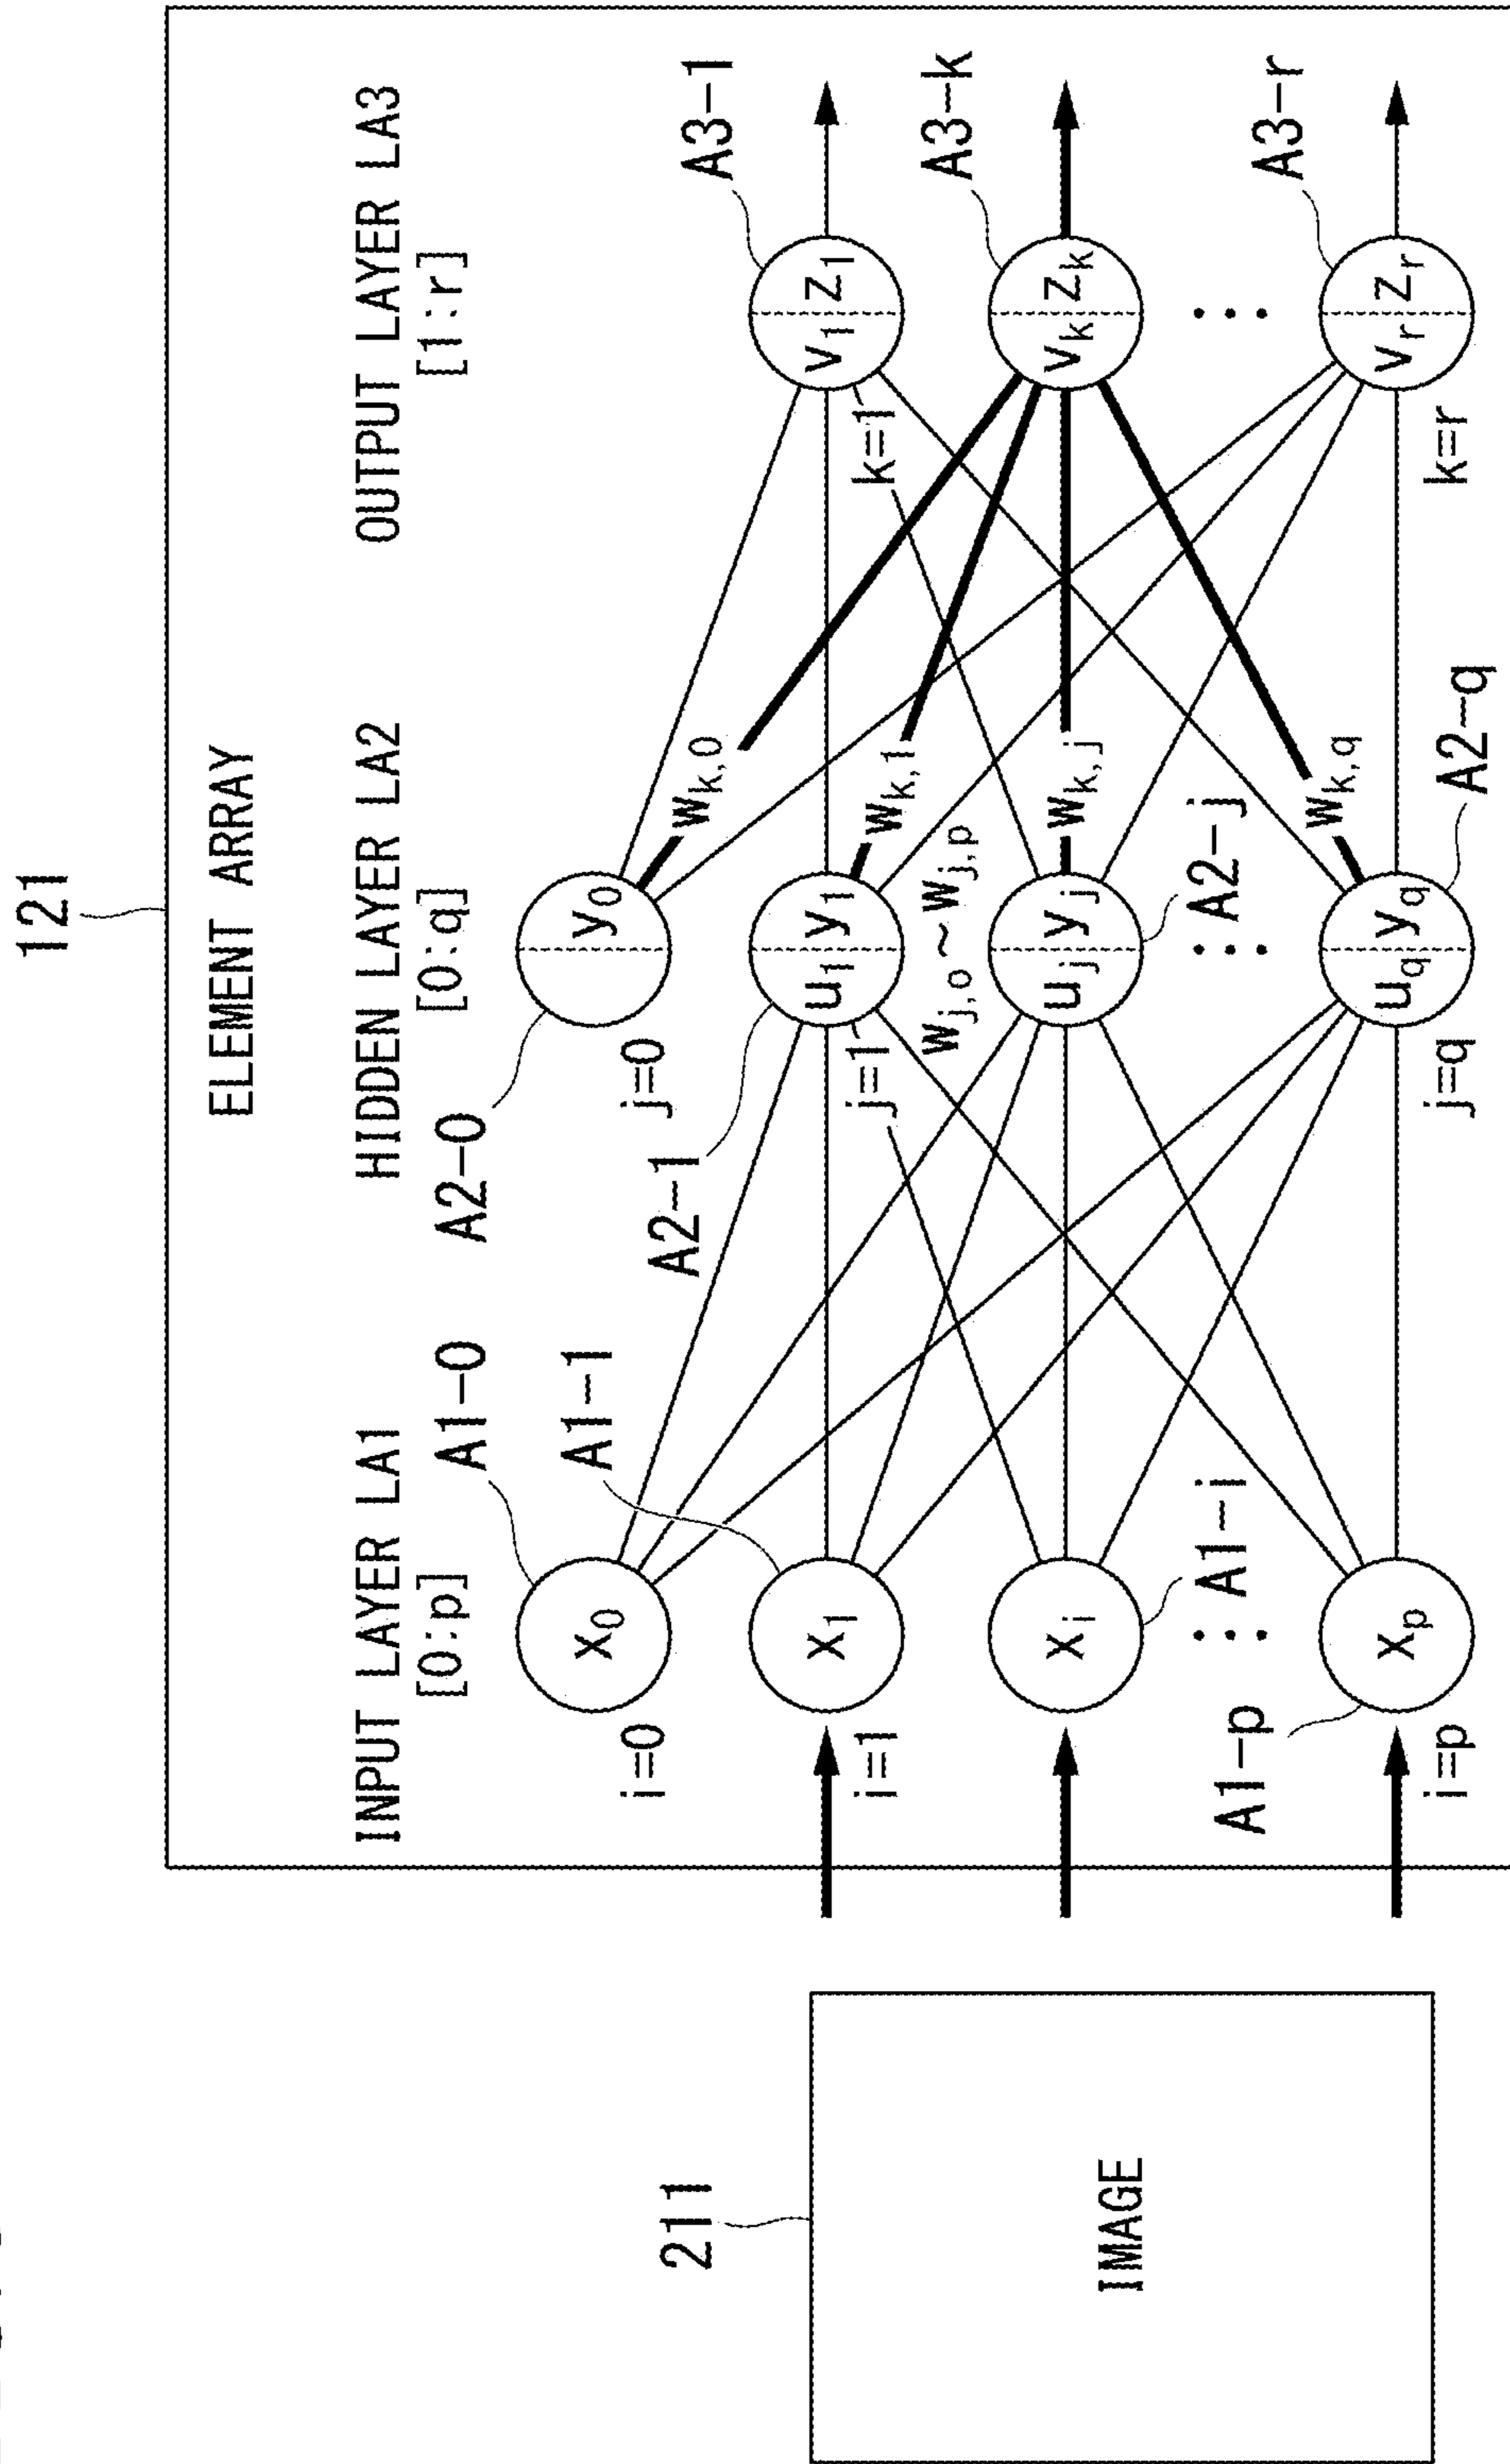 121
ELEMENT ARRAY
INPUT LAYER LA1
[0:p]
HIDDEN LAYER LA2
[0:q]
OUTPUT LAYER LA3
[1:r]
A1-0
A2-0
x0
y0
i=0
j=0
A1-1
A2-1
A3-1
x1
u1 y1
v1 z1
i=1
j=1
k=1
wk,0
wk,1
wj,o~wj,p
A3-k
xi
uj yj
wk,j
vk zk
A1-i
A2-j
A1-p
wk,q
A3-r
xp
uq yq
vr zr
i=p
j=q
A2-q
k=r
211
IMAGE